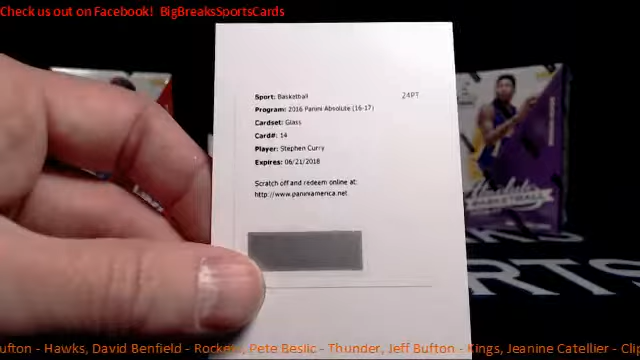 Check us out on Facebook! BigBreaksSportsCards
Sport: Basketball 24PT
Program: 2016 Panini Absolute (16-17)
Cardset: Glass
Card#: 14
Player: Stephen Curry
Expires: 06/21/2018
Scratch off and redeem online at:
http://www.paniniamerica.net
Absolute
BASKETBALL
RTS
ufton - Hawks, David Benfield - Rockets, Pete Beslic - Thunder, Jeff Bufton - Kings, Jeanine Catellier - Clip